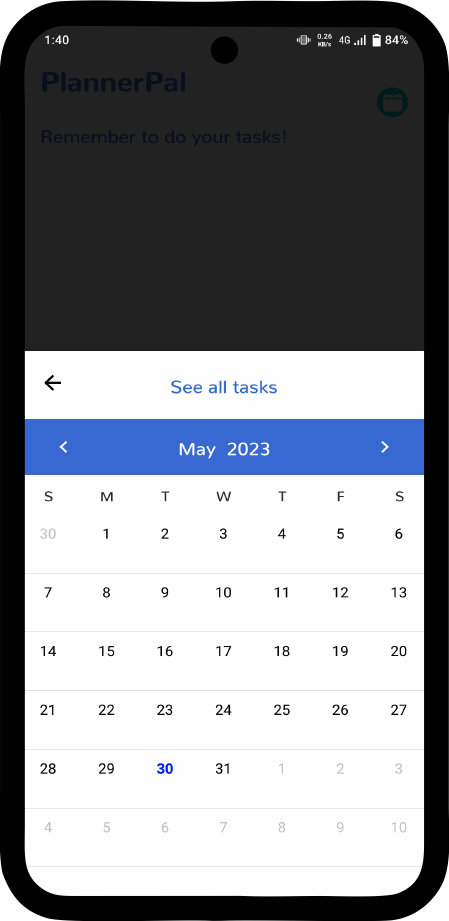 1:40 0.26 KB/s 4G 84%
PlannerPal
Remember to do your tasks!
See all tasks
May 2023
S M T W T F S
30 1 2 3 4 5 6
7 8 9 10 11 12 13
14 15 16 17 18 19 20
21 22 23 24 25 26 27
28 29 30 31 1 2 3
4 5 6 7 8 9 10